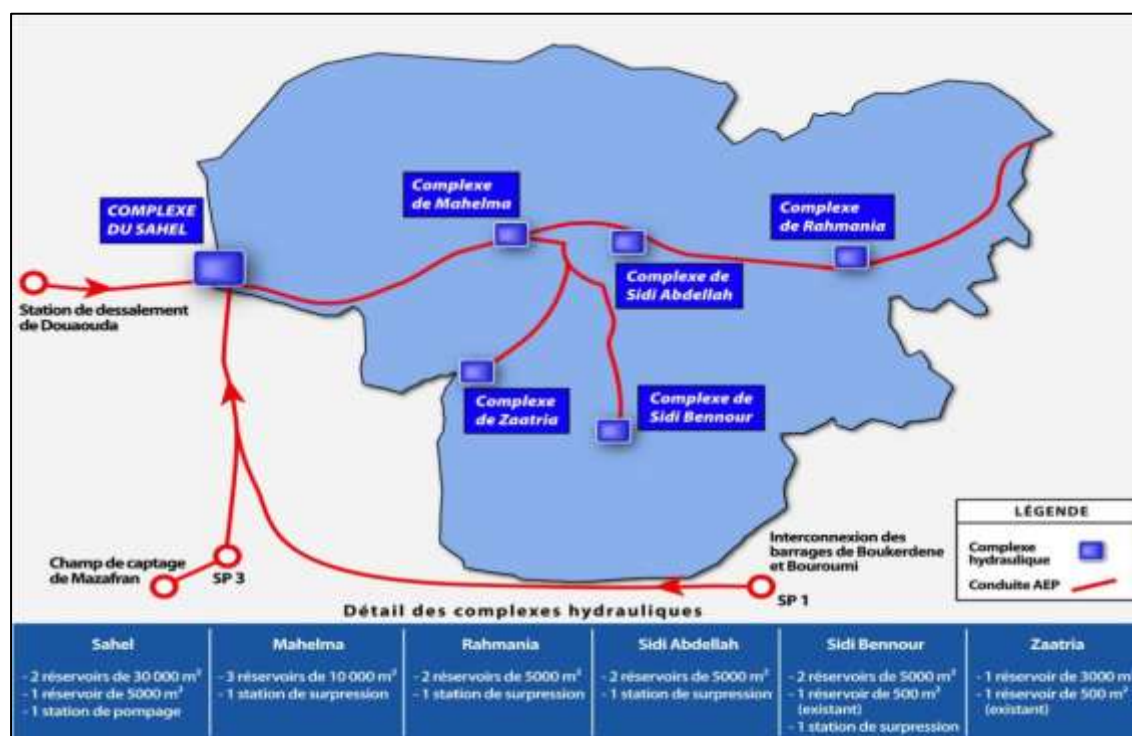 COMPLEXE
DU SAHEL
Complexe
de Mahelma
Complexe
de Rahmania
Complexe de
Sidi Abdellah
Station de dessalement
de Douaouda
Complexe
de Zaatria
Complexe de
Sidi Bennour
Champ de captage
de Mazafran
SP 3
Interconnexion des
barrages de Boukerdene
et Bouroumi
SP 1
LÉGENDE
Complexe
hydraulique
Conduite AEP
Détail des complexes hydrauliques
Sahel
- 2 réservoirs de 30 000 m³
- 1 réservoir de 5000 m³
- 1 station de pompage
Mahelma
- 3 réservoirs de 10 000 m³
- 1 station de surpression
Rahmania
- 2 réservoirs de 5000 m³
- 1 station de surpression
Sidi Abdellah
- 2 réservoirs de 5000 m³
- 1 station de surpression
Sidi Bennour
- 2 réservoirs de 5000 m³
- 1 réservoir de 500 m³
(existant)
- 1 station de surpression
Zaatria
- 1 réservoir de 3000 m³
- 1 réservoir de 500 m³
(existant)